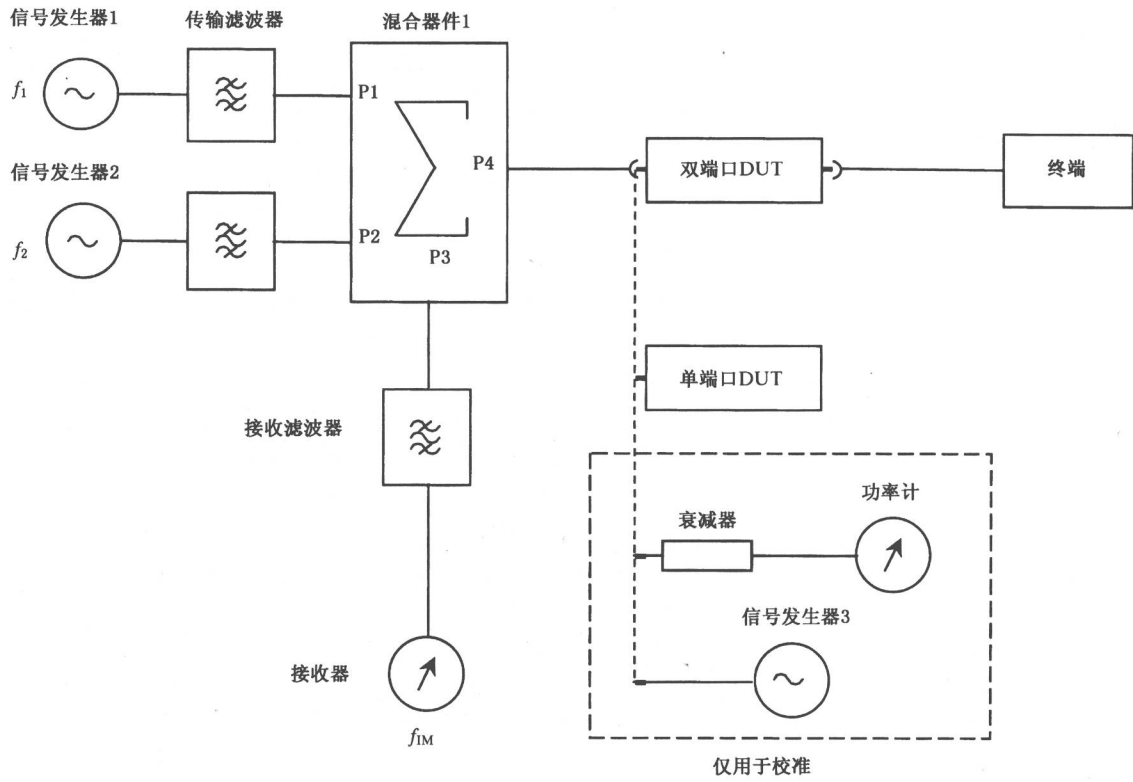 信号发生器1
传输滤波器
混合器件1
f1
P1
信号发生器2
P4
双端口DUT
终端
f2
P2
P3
单端口DUT
接收滤波器
功率计
衰减器
信号发生器3
接收器
fIM
仅用于校准